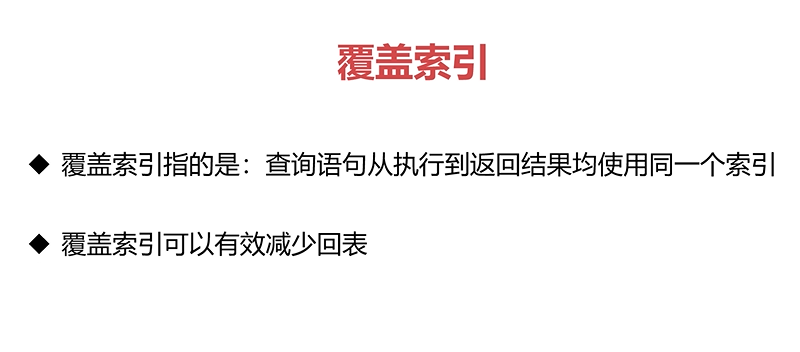 覆盖索引
◆ 覆盖索引指的是：查询语句从执行到返回结果均使用同一个索引
◆ 覆盖索引可以有效减少回表